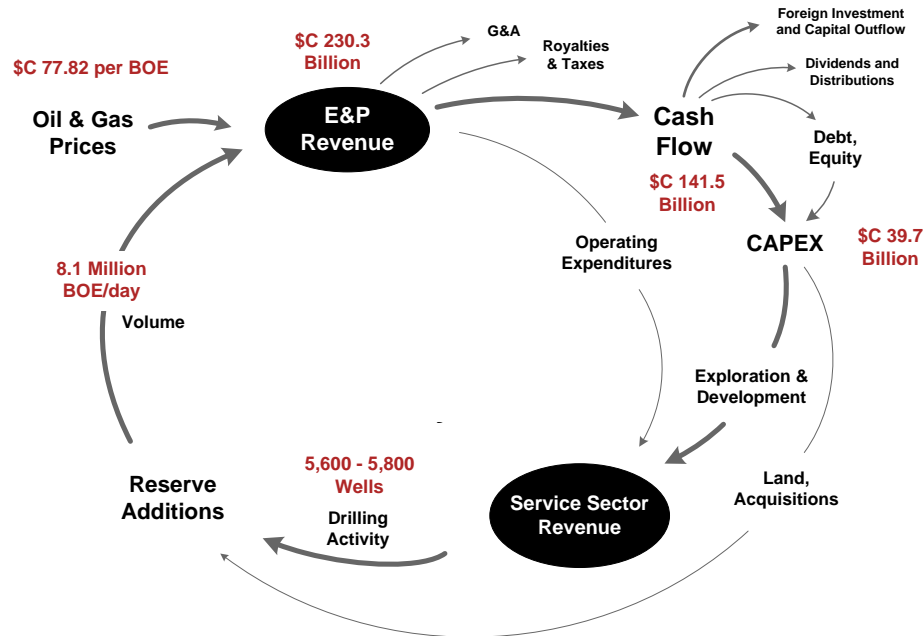 Foreign Investment
and Capital Outflow
G&A
$C 230.3
Billion
Royalties
& Taxes
$C 77.82 per BOE
Dividends and
Distributions
Oil & Gas
Prices
E&P
Revenue
Cash
Flow
Debt,
Equity
$C 141.5
Billion
CAPEX
$C 39.7
Billion
Operating
Expenditures
8.1 Million
BOE/day
Volume
Exploration &
Development
5,600 - 5,800
Wells
Reserve
Additions
Drilling
Activity
Service Sector
Revenue
Land,
Acquisitions